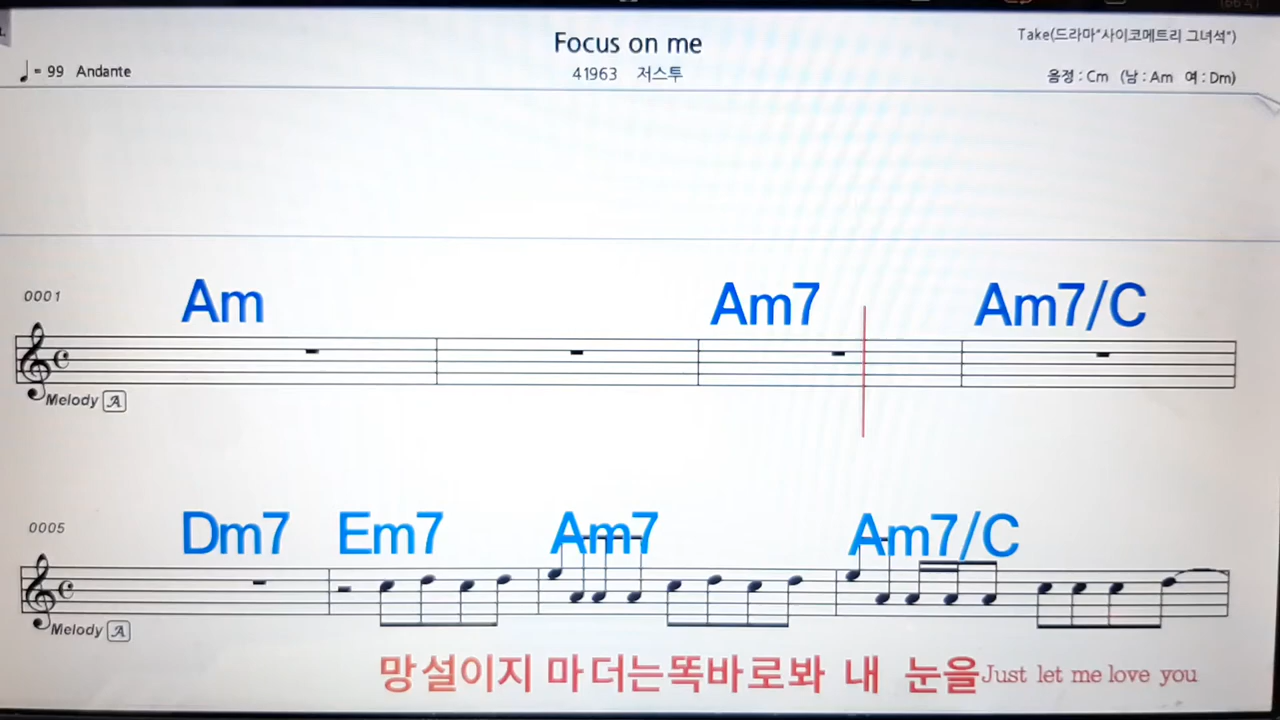 Focus on me
Take(드라마"사이코메트리 그녀석")
♩= 99 Andante
41963 저스투
음정 : Cm (남 : Am 여 : Dm)
0001
Am Am7 Am7/C
Melody A
0005
Dm7 Em7 Am7 Am7/C
Melody A
망설이지 마더는똑바로봐 내 눈을Just let me love you